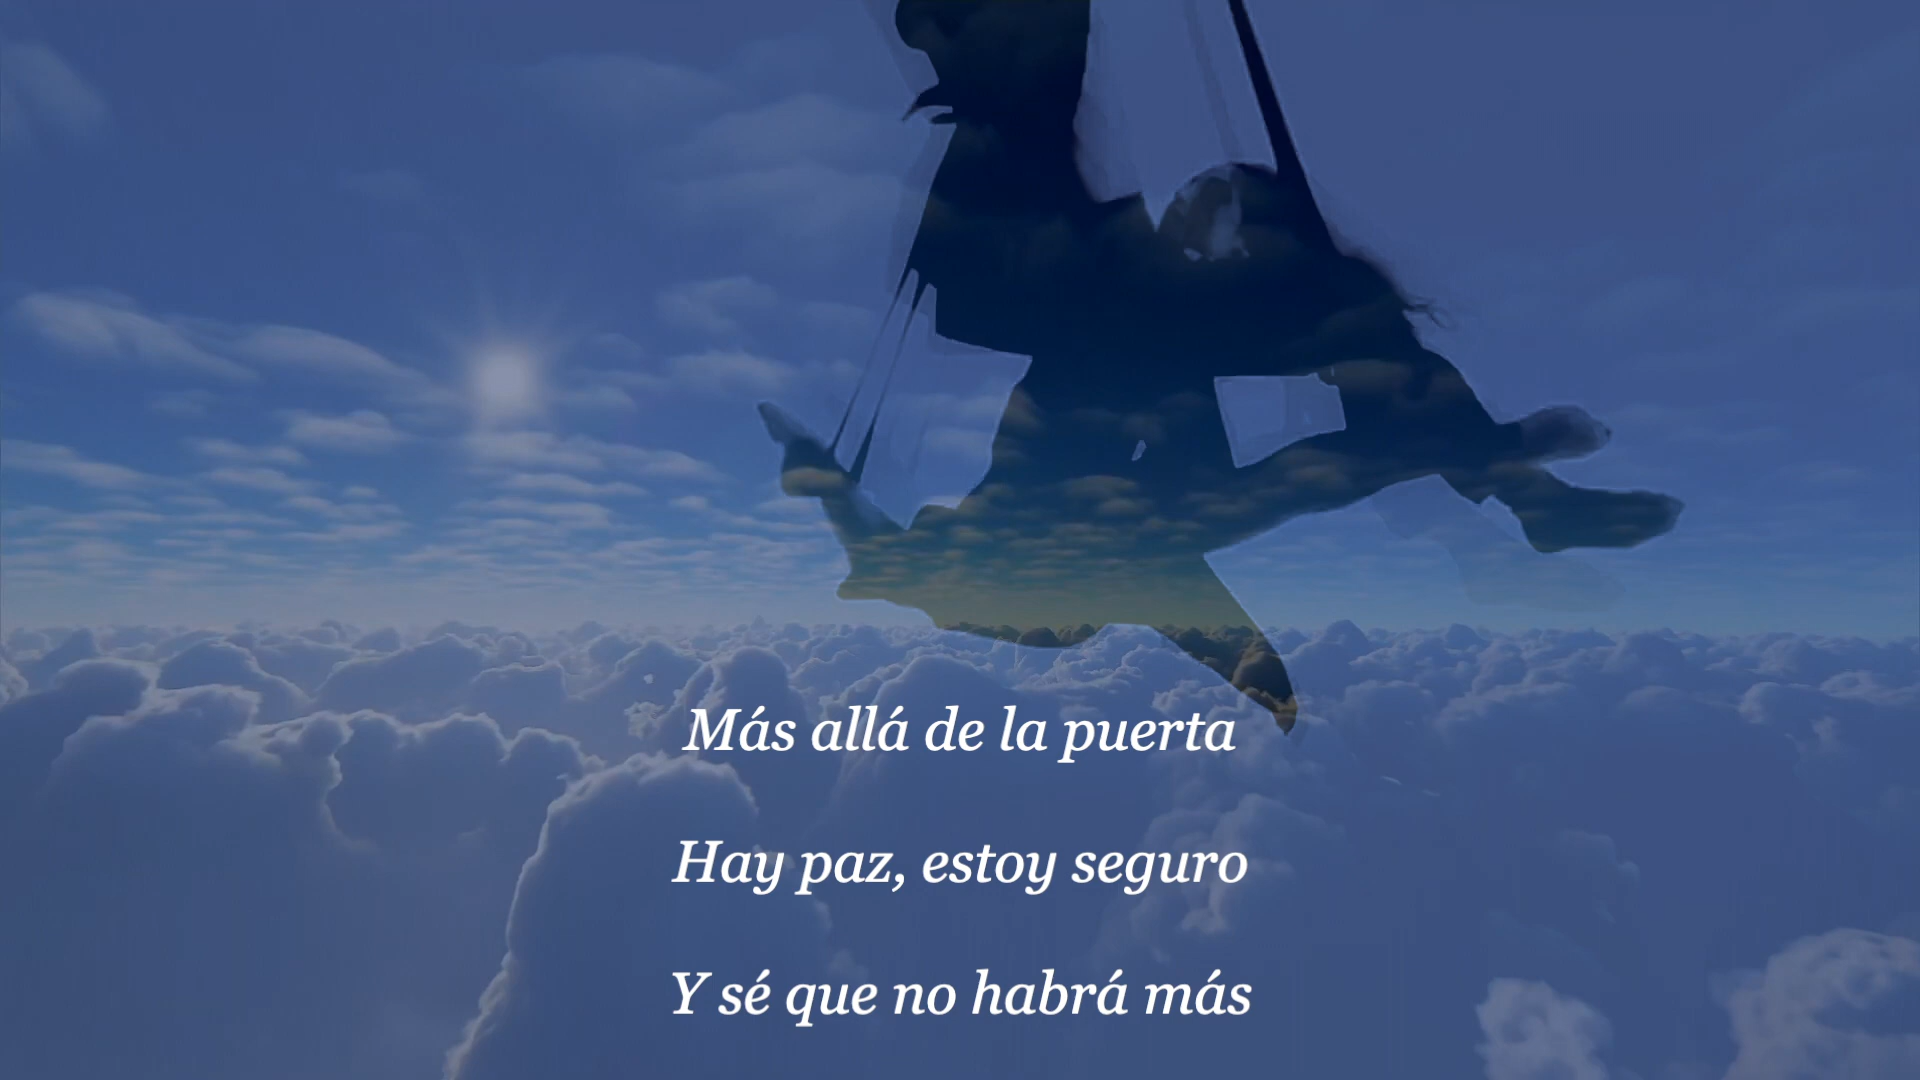 Más allá de la puerta
Hay paz, estoy seguro
Y sé que no habrá más